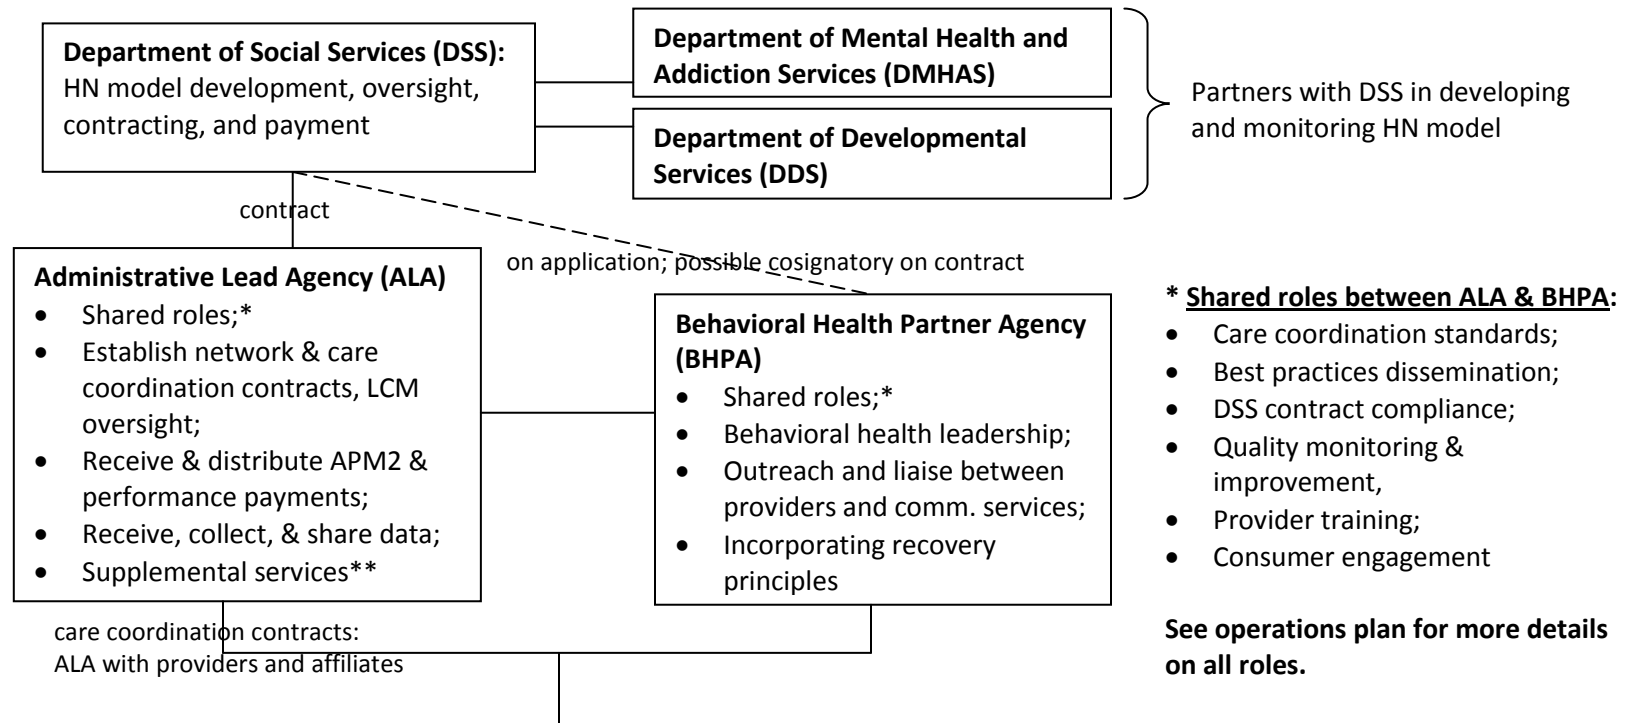 Department of Social Services (DSS):
HN model development, oversight,
contracting, and payment
Department of Mental Health and
Addiction Services (DMHAS)
Department of Developmental
Services (DDS)
Partners with DSS in developing
and monitoring HN model
contract
on application; possible cosignatory on contract
Administrative Lead Agency (ALA)
• Shared roles;*
• Establish network & care
coordination contracts, LCM
oversight;
• Receive & distribute APM2 &
performance payments;
• Receive, collect, & share data;
• Supplemental services**
Behavioral Health Partner Agency
(BHPA)
• Shared roles;*
• Behavioral health leadership;
• Outreach and liaise between
providers and comm. services;
• Incorporating recovery
principles
* Shared roles between ALA & BHPA:
• Care coordination standards;
• Best practices dissemination;
• DSS contract compliance;
• Quality monitoring &
improvement,
• Provider training;
• Consumer engagement
See operations plan for more details
on all roles.
care coordination contracts:
ALA with providers and affiliates